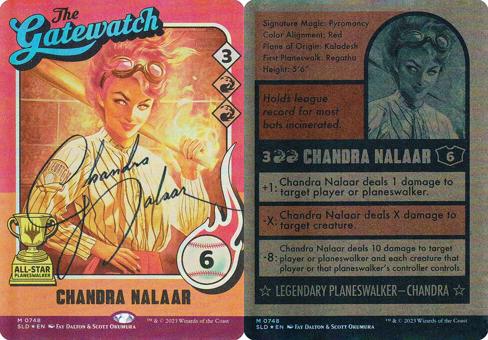 The
Gatewatch
3
Chandra
Nalaar
6
ALL-STAR
PLANESWALKER
CHANDRA NALAAR
M 0748
SLD ★ EN FAY DALTON & SCOTT OKUMURA
™ & © 2023 Wizards of the Coast
Signature Magic: Pyromancy
Color Alignment: Red
Plane of Origin: Kaladesh
First Planeswalk: Regatha
Height: 5'6"
Holds league
record for most
bats incinerated.
3 CHANDRA NALAAR 6
+1: Chandra Nalaar deals 1 damage to
target player or planeswalker.
-X: Chandra Nalaar deals X damage to
target creature.
-8: Chandra Nalaar deals 10 damage to target
player or planeswalker and each creature that
player or that planeswalker's controller controls.
☆ LEGENDARY PLANESWALKER—CHANDRA ☆
M 0748
SLD ★ EN FAY DALTON & SCOTT OKUMURA
™ & © 2023 Wizards of the Coast